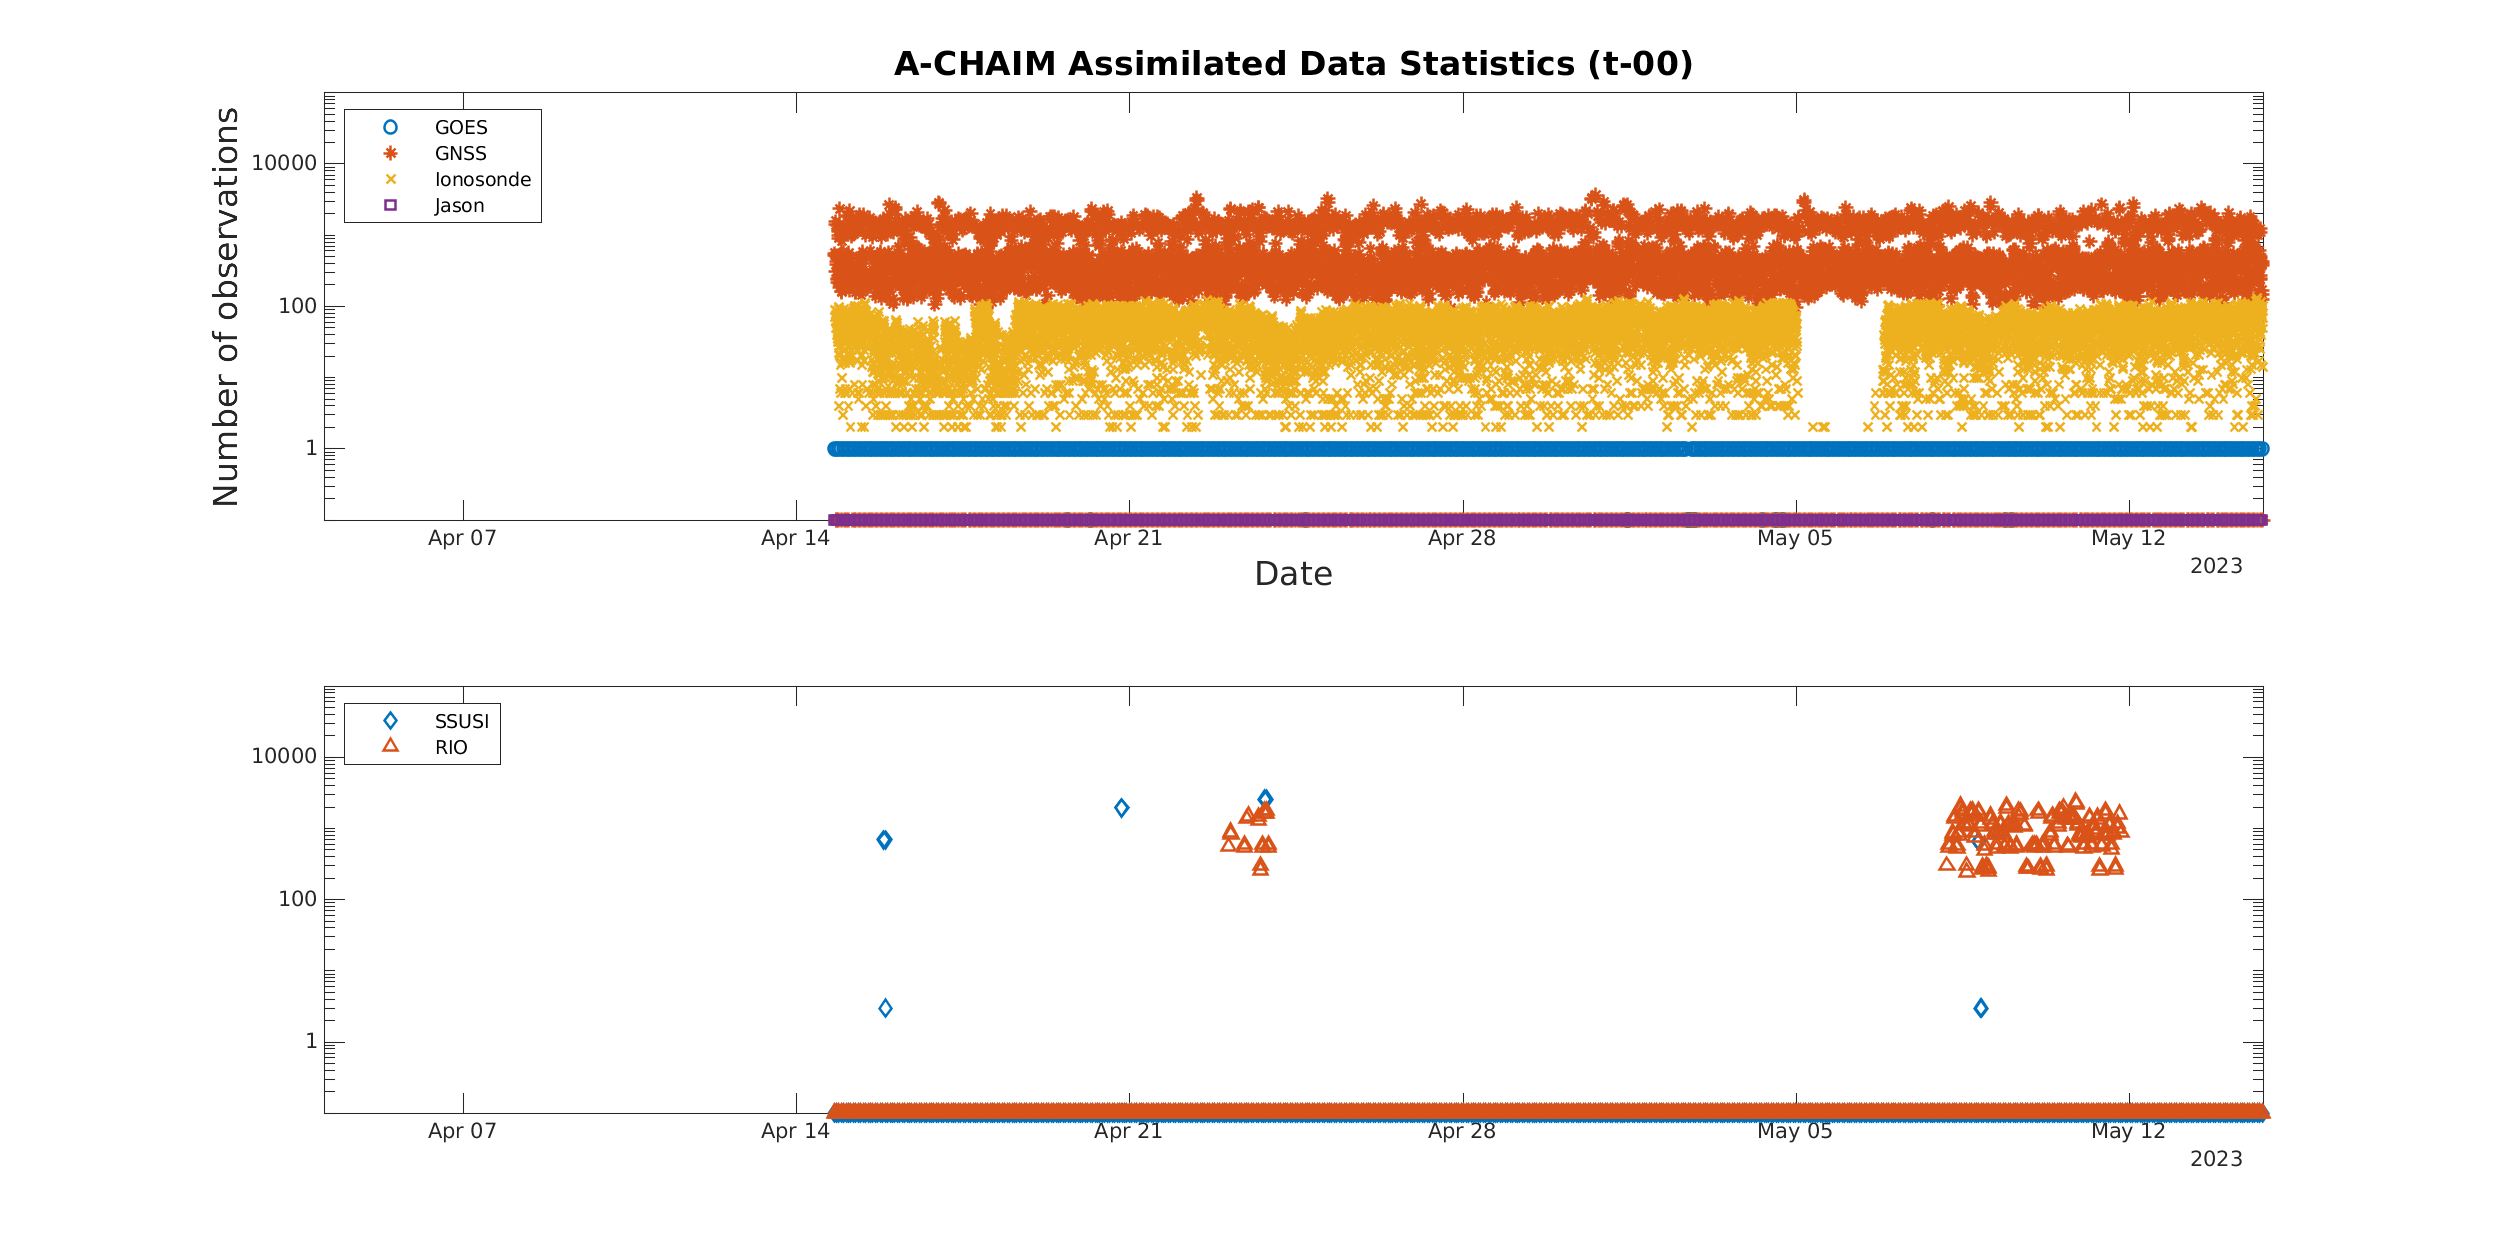 A-CHAIM Assimilated Data Statistics (t-00)
Number of observations
10000
100
1
GOES
GNSS
Ionosonde
Jason
Apr 07
Apr 14
Apr 21
Apr 28
May 05
May 12
2023
Date
10000
100
1
SSUSI
RIO
Apr 07
Apr 14
Apr 21
Apr 28
May 05
May 12
2023